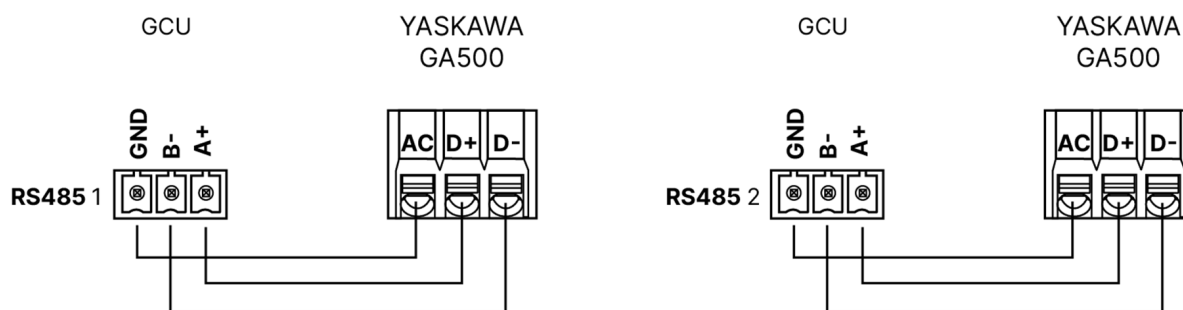 GCU
YASKAWA
GA500
GND
B-
A+
AC
D+
D-
RS485 1
GCU
YASKAWA
GA500
GND
B-
A+
AC
D+
D-
RS485 2